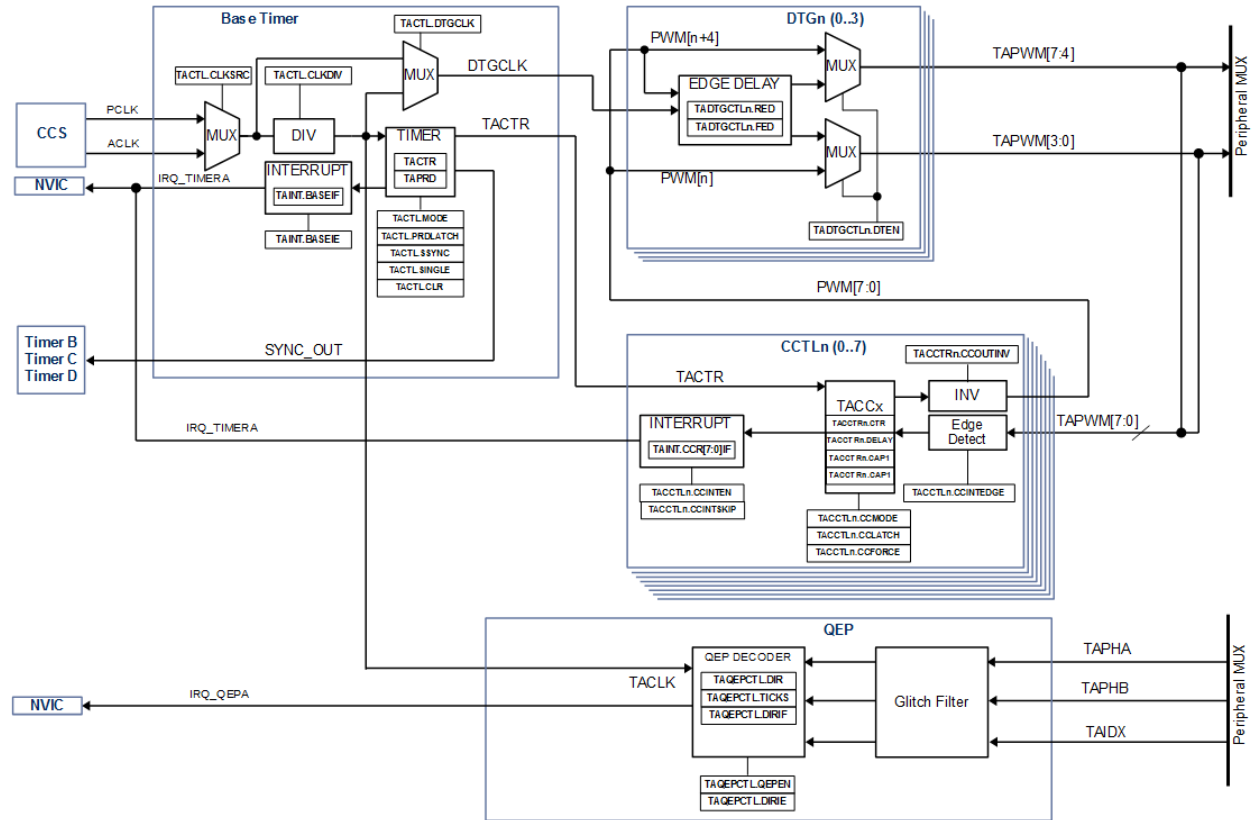 Base Timer
TACTL.DTGCLK
TACTL.CLKSRC
TACTL.CLKDIV
MUX
DTGCLK
CCS
PCLK
ACLK
MUX
DIV
TIMER
TACTR
TAPRD
TACTR
NVIC
IRQ_TIMERA
INTERRUPT
TAINT.BASEIF
TAINT.BASEIE
TACTL.MODE
TACTL.PRDLATCH
TACTL.SSYNC
TACTL.SINGLE
TACTL.CLR
Timer B
Timer C
Timer D
SYNC_OUT
DTGn (0..3)
PWM[n+4]
EDGE DELAY
TADTGCTLn.RED
TADTGCTLn.FED
MUX
MUX
PWM[n]
TADTGCTLn.DTEN
TAPWM[7:4]
TAPWM[3:0]
Peripheral MUX
PWM[7:0]
CCTLn (0..7)
TACCTRn.CCOUTINV
TACTR
INV
TACCx
TACCTRn.CTR
TACCTRn.DELAY
TACCTRn.CAP1
TACCTRn.CAP1
Edge
Detect
TAPWM[7:0]
IRQ_TIMERA
INTERRUPT
TAINT.CCR[7:0]IF
TACCTLn.CCINTEN
TACCTLn.CCINTSKIP
TACCTLn.CCINTEDGE
TACCTLn.CCMODE
TACCTLn.CCLATCH
TACCTLn.CCFORCE
QEP
QEP DECODER
TAQEPCTL.DIR
TAQEPCTL.TICKS
TAQEPCTL.DIRIF
TACLK
Glitch Filter
TAPHA
TAPHB
TAIDX
Peripheral MUX
NVIC
IRQ_QEPA
TAQEPCTL.QEPEN
TAQEPCTL.DIRIE